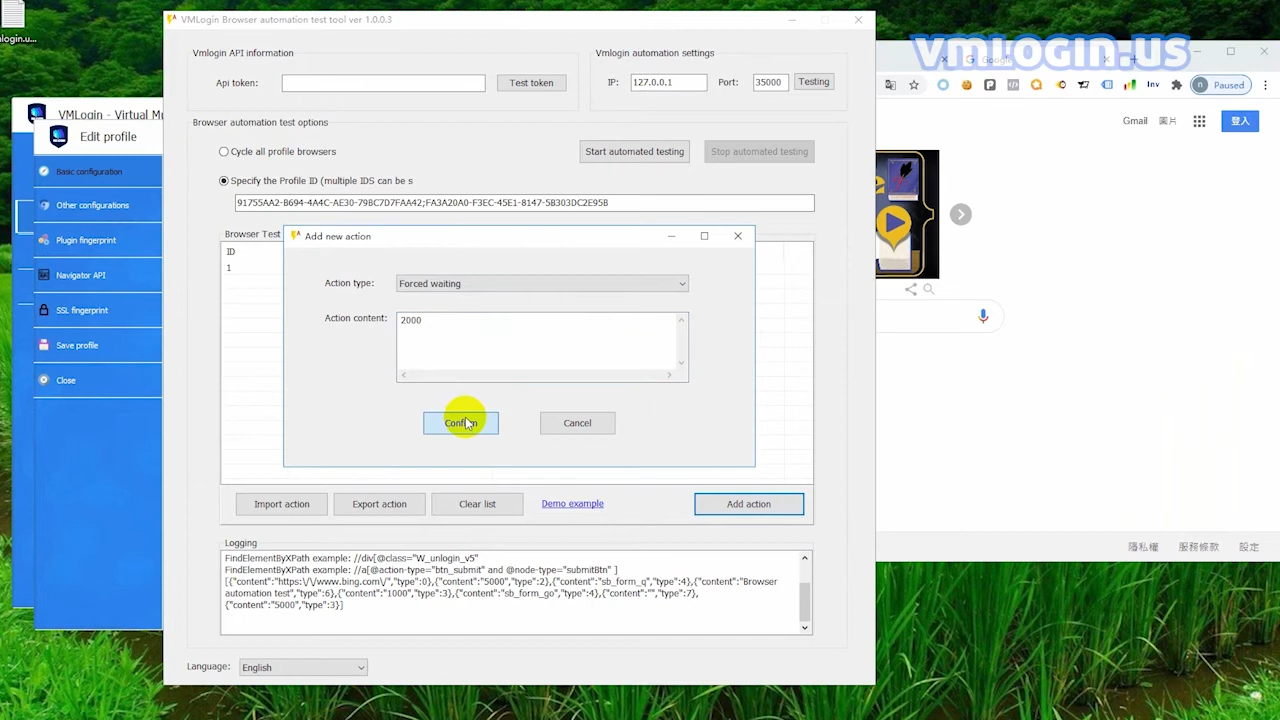 nlogin.u...
VMLogin Browser automation test tool ver 1.0.0.3
VMLOGIN.US
Vmlogin API information
Api token:
Test token
Vmlogin automation settings
IP:
127.0.0.1
Port:
35000
Testing
Google
Inv
n
Paused
Gmail
圖片
登入
VMLogin - Virtual Mu
Edit profile
Basic configuration
Other configurations
Plugin fingerprint
Navigator API
SSL fingerprint
Save profile
Close
Browser automation test options
Cycle all profile browsers
Start automated testing
Stop automated testing
Specify the Profile ID (multiple IDS can be s
91755AA2-B694-4A4C-AE30-79BC7D7FAA42;FA3A20A0-F3EC-45E1-8147-5B303DC2E95B
Browser Test
ID
1
Add new action
Action type:
Forced waiting
Action content:
2000
Confirm
Cancel
Import action
Export action
Clear list
Demo example
Add action
Logging
FindElementByXPath example: //div[@class="W_unlogin_v5"
FindElementByXPath example: //q[@action-type="btn_submit" and @node-type="submitBtn" ]
[{"content":"https:\/\/www.bing.com\/","type":0},{"content":"5000","type":2},{"content":"sb_form_q","type":4},{"content":"Browser
automation test","type":6},{"content":"1000","type":3},{"content":"sb_form_go","type":4},{"content":"","type":7},
{"content":"5000","type":3}]
Language:
English
隱私權
服務條款
設定